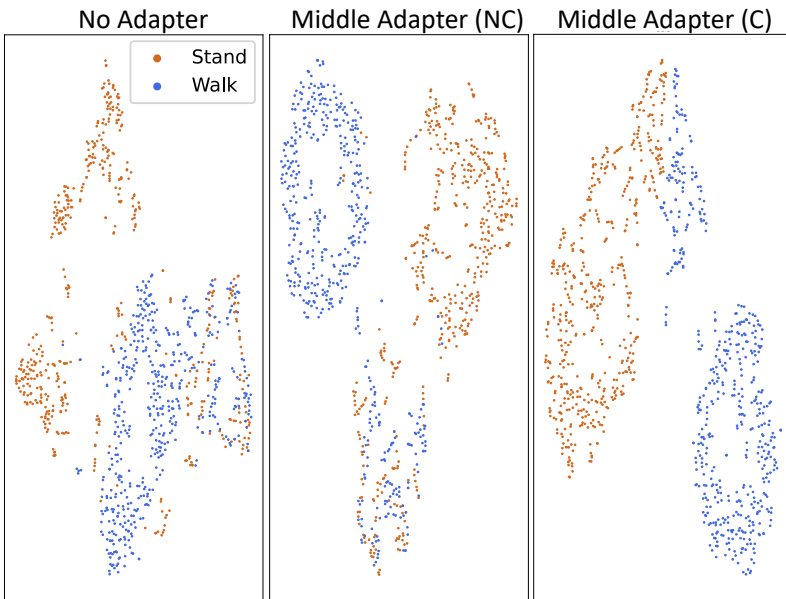 No Adapter
Middle Adapter (NC)
Middle Adapter (C)
Stand
Walk